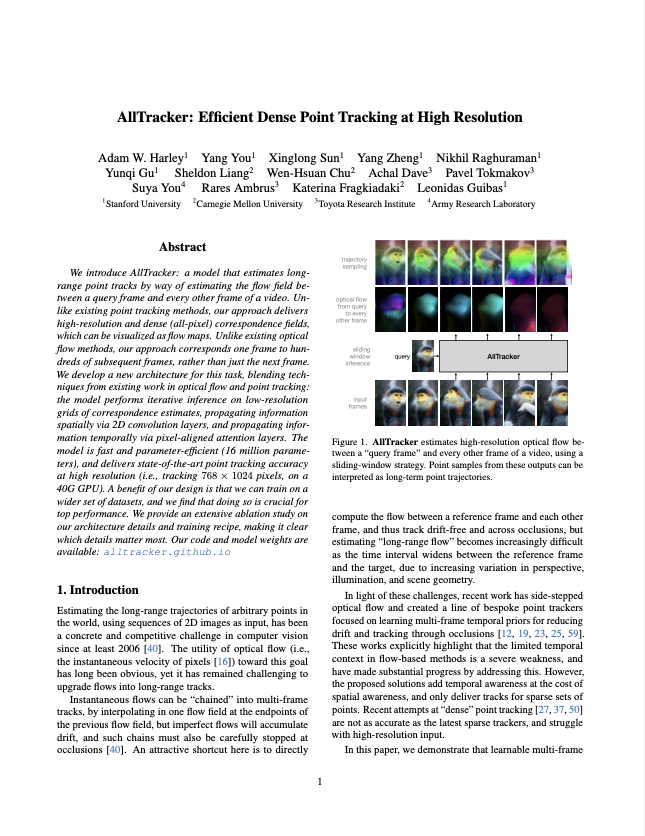 AllTracker: Efficient Dense Point Tracking at High Resolution
Adam W. Harley1 Yang You1 Xinglong Sun1 Yang Zheng1 Nikhil Raghuraman1
Yunqi Gu1 Sheldon Liang2 Wen-Hsuan Chu2 Achal Dave3 Pavel Tokmakov3
Suya You4 Rares Ambrus3 Katerina Fragkiadaki2 Leonidas Guibas1
1Stanford University 2Carnegie Mellon University 3Toyota Research Institute 4Army Research Laboratory
Abstract
We introduce AllTracker: a model that estimates long-
range point tracks by way of estimating the flow field be-
tween a query frame and every other frame of a video. Un-
like existing point tracking methods, our approach delivers
high-resolution and dense (all-pixel) correspondence fields,
which can be visualized as flow maps. Unlike existing optical
flow methods, our approach corresponds one frame to hun-
dreds of subsequent frames, rather than just the next frame.
We develop a new architecture for this task, blending tech-
niques from existing work in optical flow and point tracking:
the model performs iterative inference on low-resolution
grids of correspondence estimates, propagating information
spatially via 2D convolution layers, and propagating infor-
mation temporally via pixel-aligned attention layers. The
model is fast and parameter-efficient (16 million parame-
ters), and delivers state-of-the-art point tracking accuracy
at high resolution (i.e., tracking 768 × 1024 pixels, on a
40G GPU). A benefit of our design is that we can train on a
wider set of datasets, and we find that doing so is crucial for
top performance. We provide an extensive ablation study on
our architecture details and training recipe, making it clear
which details matter most. Our code and model weights are
available: alltracker.github.io
1. Introduction
Estimating the long-range trajectories of arbitrary points in
the world, using sequences of 2D images as input, has been
a concrete and competitive challenge in computer vision
since at least 2006 [40]. The utility of optical flow (i.e.,
the instantaneous velocity of pixels [16]) toward this goal
has long been obvious, yet it has remained challenging to
upgrade flows into long-range tracks.
Instantaneous flows can be “chained” into multi-frame
tracks, by interpolating in one flow field at the endpoints of
the previous flow field, but imperfect flows will accumulate
drift, and such chains must also be carefully stopped at
occlusions [40]. An attractive shortcut here is to directly
trajectory
sampling
optical flow
from query
to every
other frame
sliding
window
inference
query
AllTracker
input
frames
Figure 1. AllTracker estimates high-resolution optical flow be-
tween a “query frame” and every other frame of a video, using a
sliding-window strategy. Point samples from these outputs can be
interpreted as long-term point trajectories.
compute the flow between a reference frame and each other
frame, and thus track drift-free and across occlusions, but
estimating “long-range flow” becomes increasingly difficult
as the time interval widens between the reference frame
and the target, due to increasing variation in perspective,
illumination, and scene geometry.
In light of these challenges, recent work has side-stepped
optical flow and created a line of bespoke point trackers
focused on learning multi-frame temporal priors for reducing
drift and tracking through occlusions [12, 19, 23, 25, 59].
These works explicitly highlight that the limited temporal
context in flow-based methods is a severe weakness, and
have made substantial progress by addressing this. However,
the proposed solutions add temporal awareness at the cost of
spatial awareness, and only deliver tracks for sparse sets of
points. Recent attempts at “dense” point tracking [27, 37, 50]
are not as accurate as the latest sparse trackers, and struggle
with high-resolution input.
In this paper, we demonstrate that learnable multi-frame
1